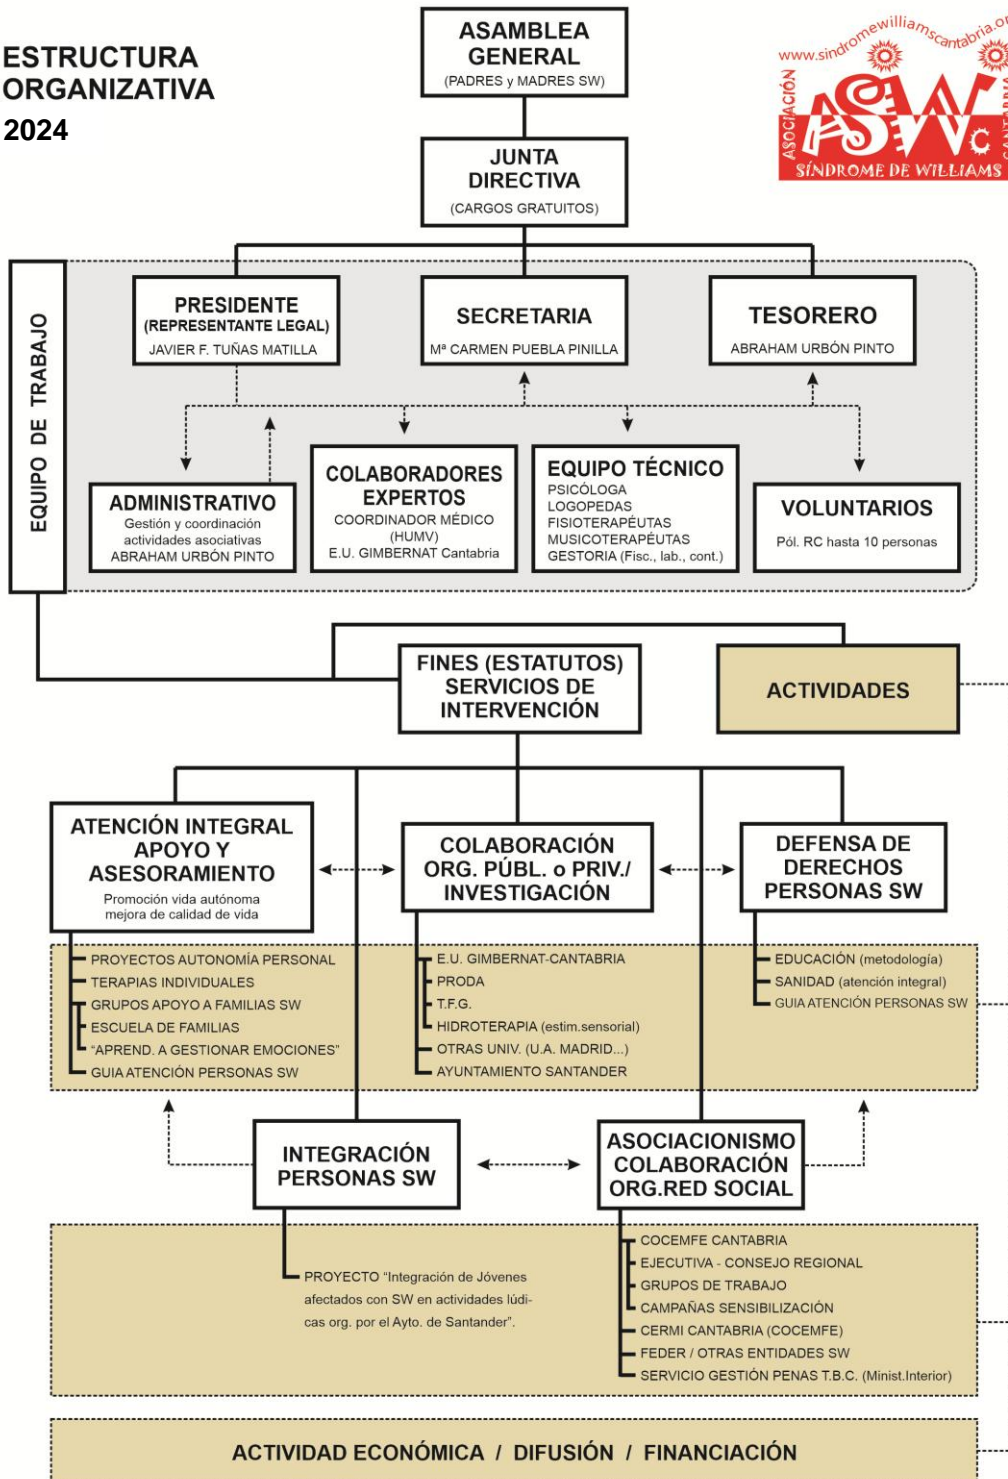 ESTRUCTURA
ORGANIZATIVA
2024
ASAMBLEA
GENERAL
(PADRES y MADRES SW)
www.sindromewilliamscantabria.or
ASOCIACIÓN
ASWC
CANTABRIA
SÍNDROME DE WILLIAMS
JUNTA
DIRECTIVA
(CARGOS GRATUITOS)
EQUIPO DE TRABAJO
PRESIDENTE
(REPRESENTANTE LEGAL)
JAVIER F. TUÑAS MATILLA
SECRETARIA
Mª CARMEN PUEBLA PINILLA
TESORERO
ABRAHAM URBÓN PINTO
ADMINISTRATIVO
Gestión y coordinación
actividades asociativas
ABRAHAM URBÓN PINTO
COLABORADORES
EXPERTOS
COORDINADOR MÉDICO
(HUMV)
E.U. GIMBERNAT Cantabria
EQUIPO TÉCNICO
PSICÓLOGA
LOGOPEDAS
FISIOTERAPÉUTAS
MUSICOTERAPÉUTAS
GESTORIA (Fisc., lab., cont.)
VOLUNTARIOS
Pól. RC hasta 10 personas
FINES (ESTATUTOS)
SERVICIOS DE
INTERVENCIÓN
ACTIVIDADES
ATENCIÓN INTEGRAL
APOYO Y
ASESORAMIENTO
Promoción vida autónoma
mejora de calidad de vida
COLABORACIÓN
ORG. PÚBL. o PRIV./
INVESTIGACIÓN
DEFENSA DE
DERECHOS
PERSONAS SW
PROYECTOS AUTONOMÍA PERSONAL
TERAPIAS INDIVIDUALES
GRUPOS APOYO A FAMILIAS SW
ESCUELA DE FAMILIAS
"APREND. A GESTIONAR EMOCIONES"
GUIA ATENCIÓN PERSONAS SW
E.U. GIMBERNAT-CANTABRIA
PRODA
T.F.G.
HIDROTERAPIA (estim.sensorial)
OTRAS UNIV. (U.A. MADRID...)
AYUNTAMIENTO SANTANDER
EDUCACIÓN (metodología)
SANIDAD (atención integral)
GUIA ATENCIÓN PERSONAS SW
INTEGRACIÓN
PERSONAS SW
ASOCIACIONISMO
COLABORACIÓN
ORG.RED SOCIAL
PROYECTO "Integración de Jóvenes
afectados con SW en actividades lúdi-
cas org. por el Ayto. de Santander".
COCEMFE CANTABRIA
EJECUTIVA - CONSEJO REGIONAL
GRUPOS DE TRABAJO
CAMPAÑAS SENSIBILIZACIÓN
CERMI CANTABRIA (COCEMFE)
FEDER / OTRAS ENTIDADES SW
SERVICIO GESTIÓN PENAS T.B.C. (Minist.Interior)
ACTIVIDAD ECONÓMICA / DIFUSIÓN / FINANCIACIÓN